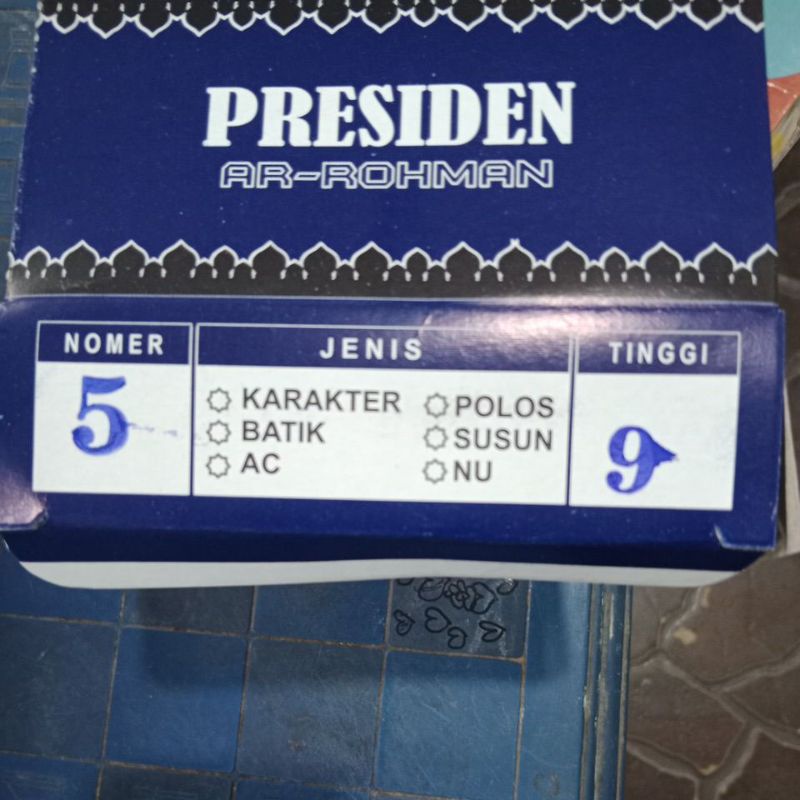 PRESIDEN
AR-ROHMAN
NOMER JENIS TINGGI
5 KARAKTER POLOS 9
BATIK SUSUN
AC NU